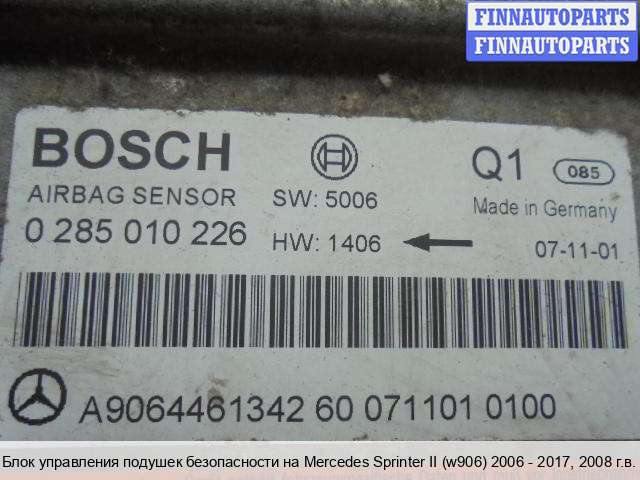 FINNAUTOPARTS
FINNAUTOPARTS
BOSCH
Q1 085
AIRBAG SENSOR SW: 5006 Made in Germany
0 285 010 226 HW: 1406 07-11-01
A9064461342 60 071101 0100
Блок управления подушек безопасности на Mercedes Sprinter II (w906) 2006 - 2017, 2008 г.в.